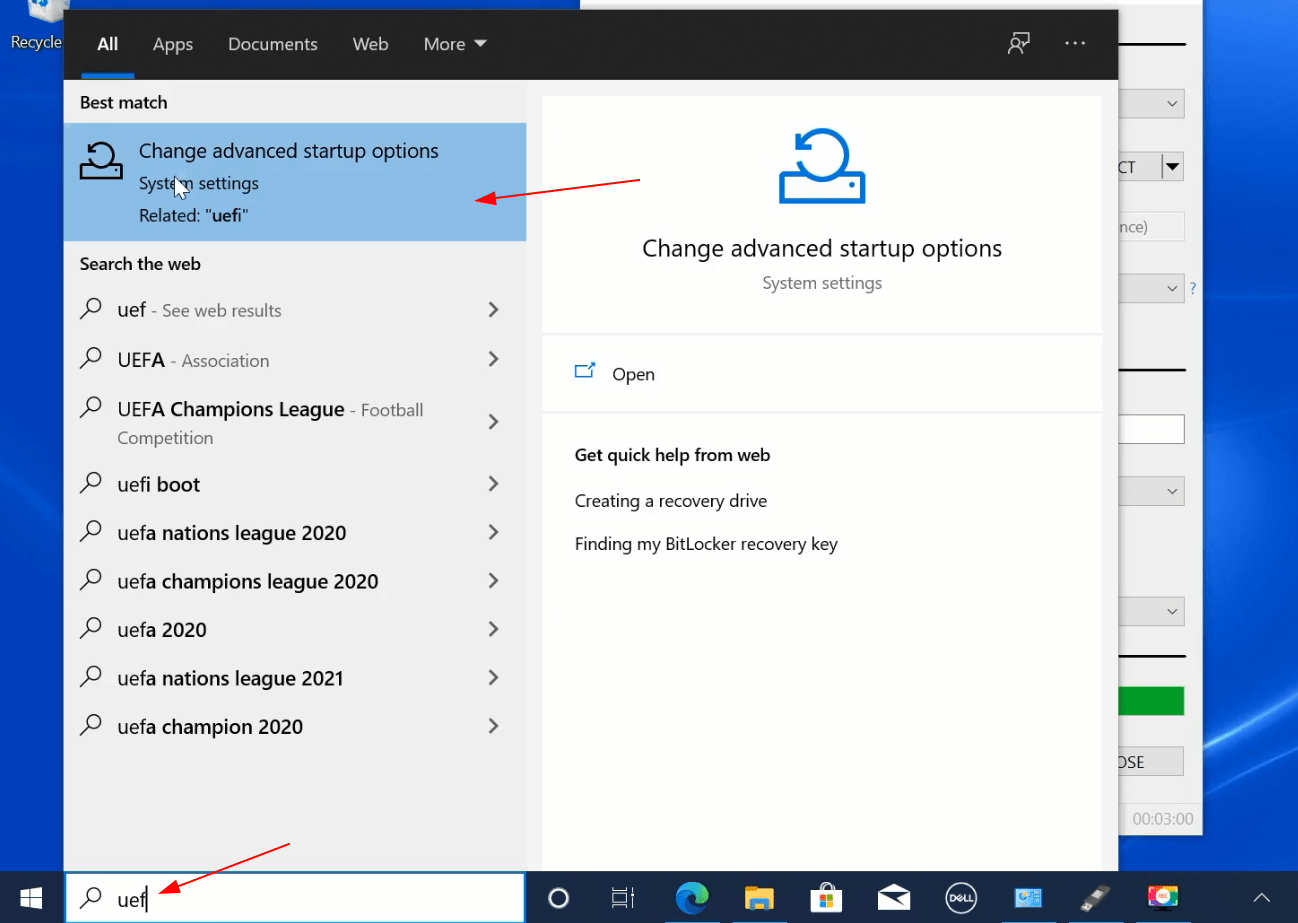 Recycle
All Apps Documents Web More
Best match
Change advanced startup options
System settings
Related: "uefi"
Search the web
uef - See web results
UEFA - Association
UEFA Champions League - Football
Competition
uefi boot
uefa nations league 2020
uefa champions league 2020
uefa 2020
uefa nations league 2021
uefa champion 2020
Change advanced startup options
System settings
Open
Get quick help from web
Creating a recovery drive
Finding my BitLocker recovery key
CT
nce)
?
OSE
00:03:00
uef
DELL